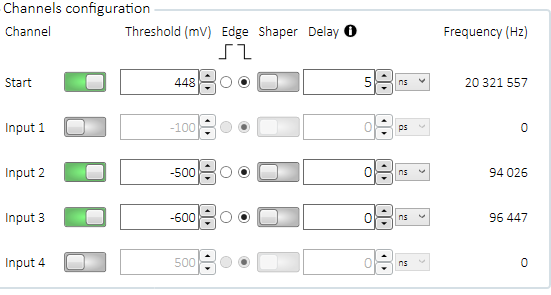 Channels configuration
Channel Threshold (mV) Edge Shaper Delay Frequency (Hz)
Start 448 5 ns 20 321 557
Input 1 -100 0 ps 0
Input 2 -500 0 ns 94 026
Input 3 -600 0 ns 96 447
Input 4 500 0 ns 0